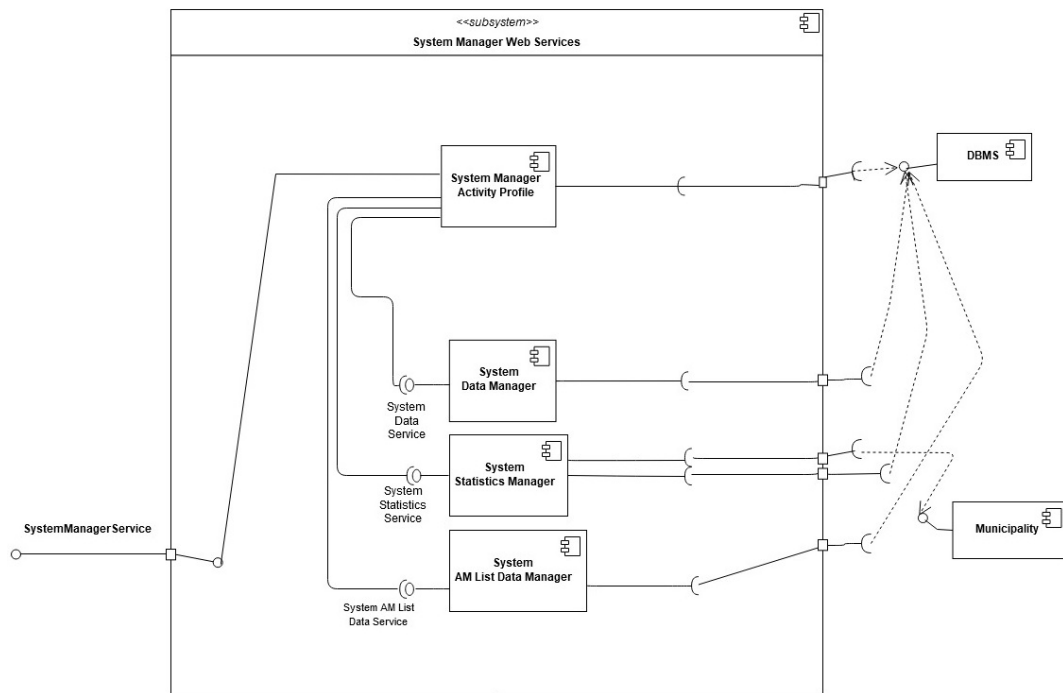 <<subsystem>>
System Manager Web Services
System Manager
Activity Profile
DBMS
System
Data Manager
System
Data
Service
System
Statistics Manager
System
Statistics
Service
SystemManagerService
Municipality
System
AM List Data Manager
System AM List
Data Service